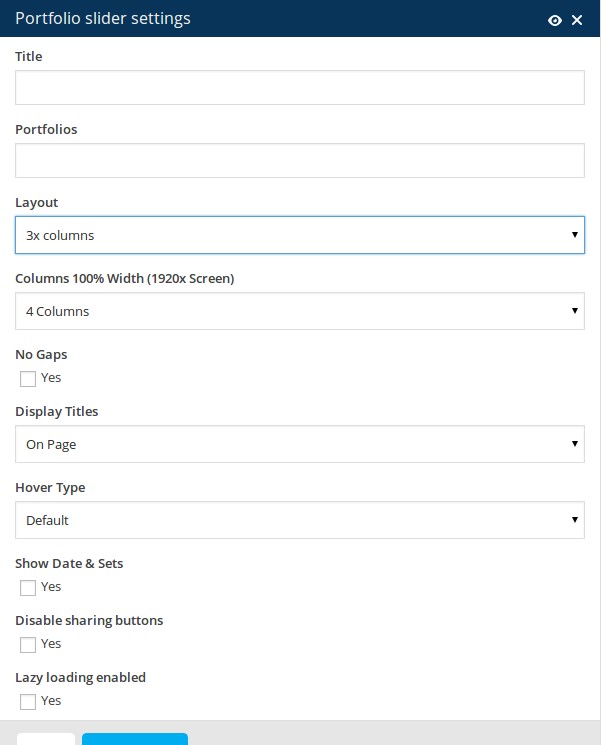 Portfolio slider settings
Title
Portfolios
Layout
3x columns
Columns 100% Width (1920x Screen)
4 Columns
No Gaps
Yes
Display Titles
On Page
Hover Type
Default
Show Date & Sets
Yes
Disable sharing buttons
Yes
Lazy loading enabled
Yes